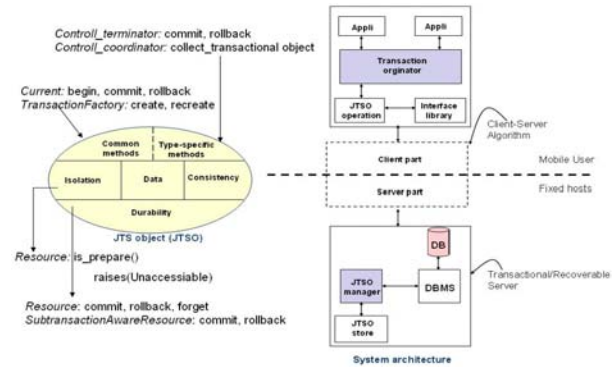 Controll_terminator: commit, rollback
Controll_coordinator: collect_transactional object
Current: begin, commit, rollback
TransactionFactory: create, recreate
Common methods
Type-specific methods
Isolation
Data
Consistency
Durability
JTS object (JTSO)
Resource: is_prepare()
raises(Unaccessiable)
Resource: commit, rollback, forget
SubtransactionAwareResource: commit, rollback
Appli
Appli
Transaction
orginator
JTSO
operation
Interface
library
Client-Server
Algorithm
Client part
Mobile User
Server part
Fixed hosts
DB
JTSO
manager
DBMS
JTSO
store
Transactional/Recoverable
Server
System architecture